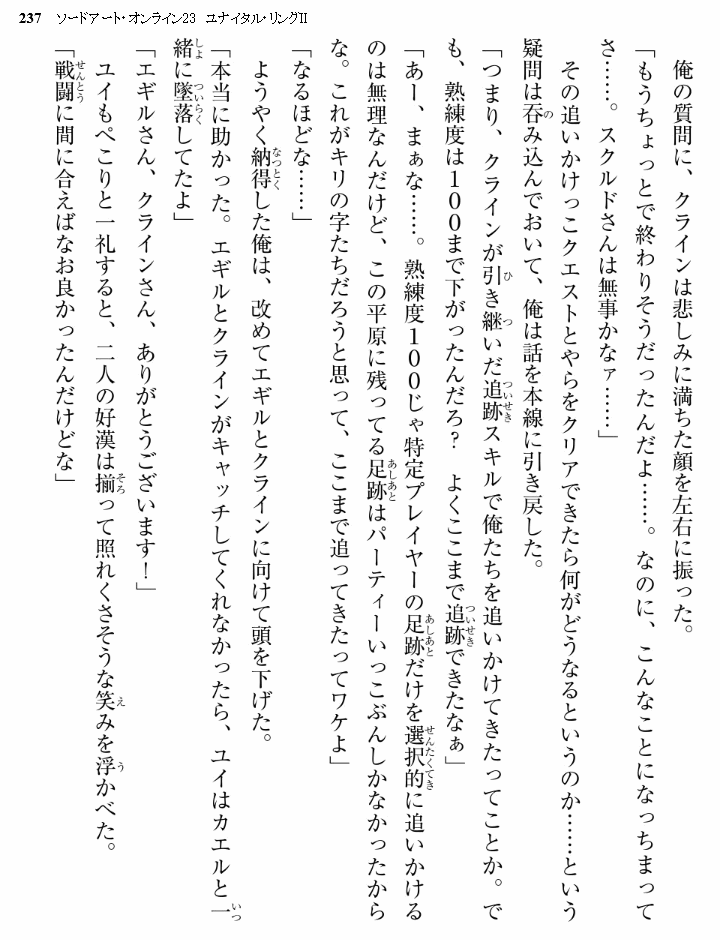 237 ソードアート・オンライン23 ユナイタル・リングⅡ
俺の質問に、クラインは悲しみに満ちた顔を左右に振った。
「もうちょっとで終わりそうだったんだよ……。なのに、こんなことになっちまって
さ……。スクルドさんは無事かなァ……」
その追いかけっこクエストとやらをクリアできたら何がどうなるというのか……という
疑問は呑み込んでおいて、俺は話を本線に引き戻した。
「つまり、クラインが引き継いだ追跡スキルで俺たちを追いかけてきたってことか。で
も、熟練度は100まで下がったんだろ？ よくここまで追跡できたなぁ」
「あー、まぁな……。熟練度100じゃ特定プレイヤーの足跡だけを選択的に追いかける
のは無理なんだけど、この平原に残ってる足跡はパーティーいっこぶんしかなかったから
な。これがキリの字たちだろうと思って、ここまで追ってきたってワケよ」
「なるほどな……」
ようやく納得した俺は、改めてエギルとクラインに向けて頭を下げた。
「本当に助かった。エギルとクラインがキャッチしてくれなかったら、ユイはカエルと一
緒に墜落してたよ」
「エギルさん、クラインさん、ありがとうございます！」
ユイもぺこりと一礼すると、二人の好漢は揃って照れくさそうな笑みを浮かべた。
「戦闘に間に合えばなお良かったんだけどな」